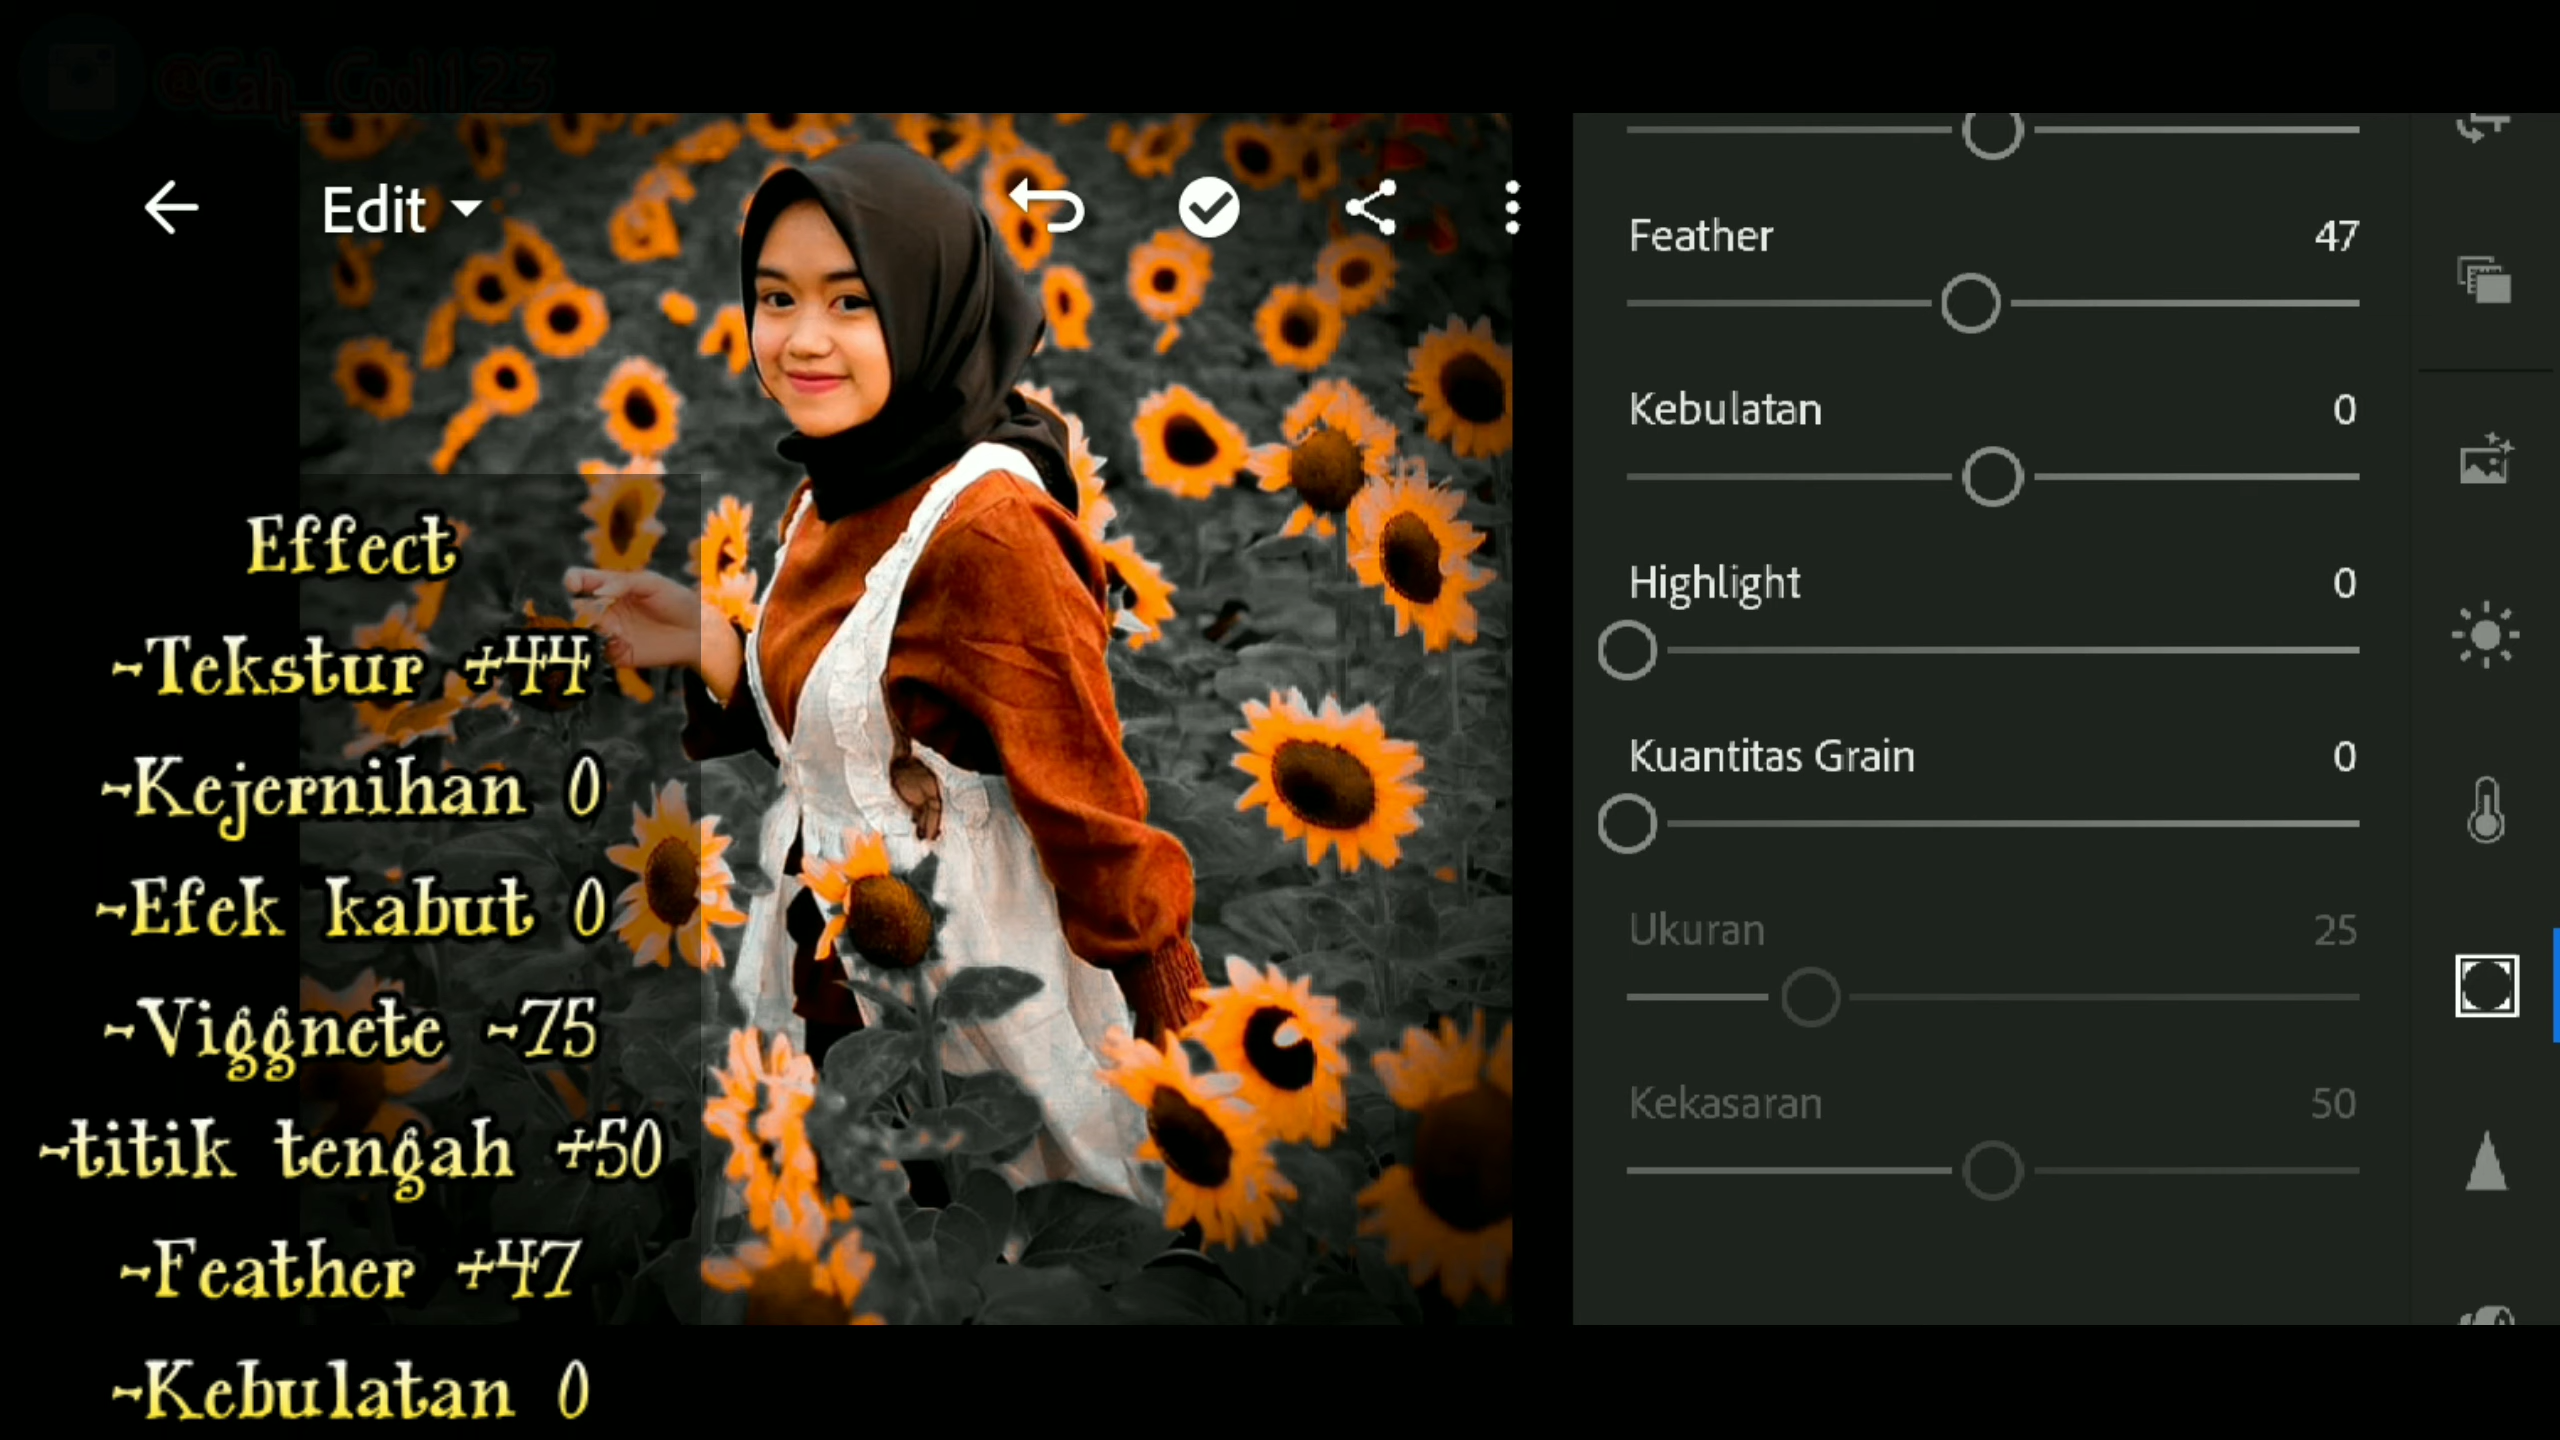 @Cah_Cool123
Edit
Effect
-Tekstur +44
-Kejernihan 0
-Efek kabut 0
-Viggnete -75
-titik tengah +50
-Feather +47
-Kebulatan 0
Feather 47
Kebulatan 0
Highlight 0
Kuantitas Grain 0
Ukuran 25
Kekasaran 50